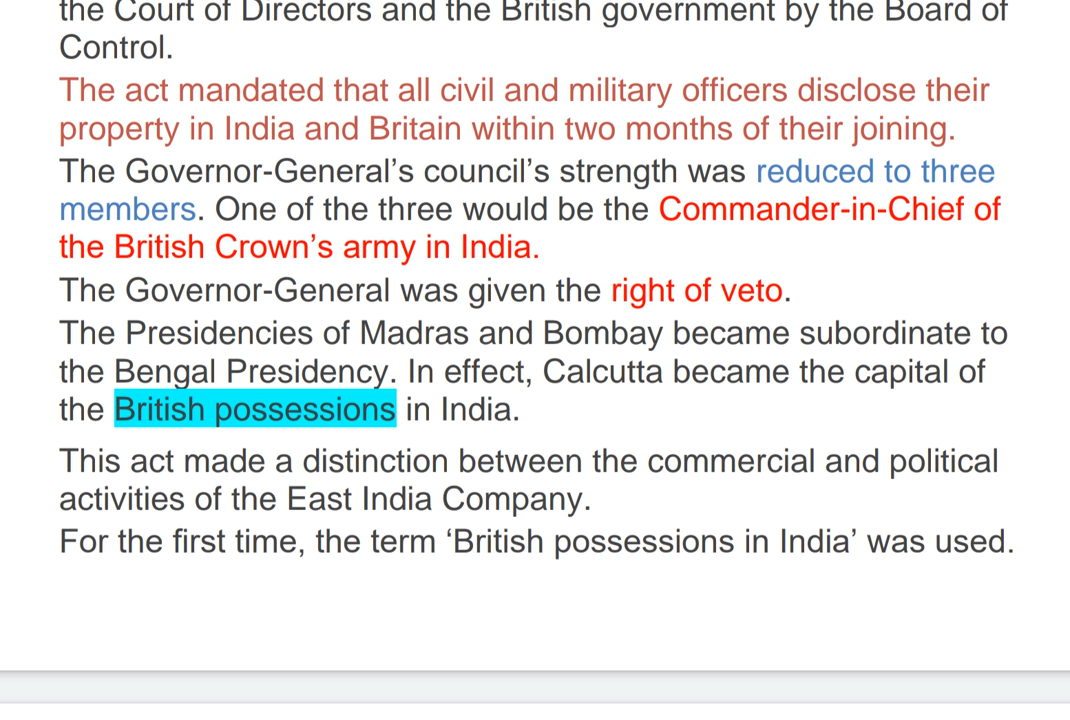 the Court of Directors and the British government by the Board of
Control.
The act mandated that all civil and military officers disclose their
property in India and Britain within two months of their joining.
The Governor-General’s council’s strength was reduced to three
members. One of the three would be the Commander-in-Chief of
the British Crown’s army in India.
The Governor-General was given the right of veto.
The Presidencies of Madras and Bombay became subordinate to
the Bengal Presidency. In effect, Calcutta became the capital of
the British possessions in India.
This act made a distinction between the commercial and political
activities of the East India Company.
For the first time, the term ‘British possessions in India’ was used.